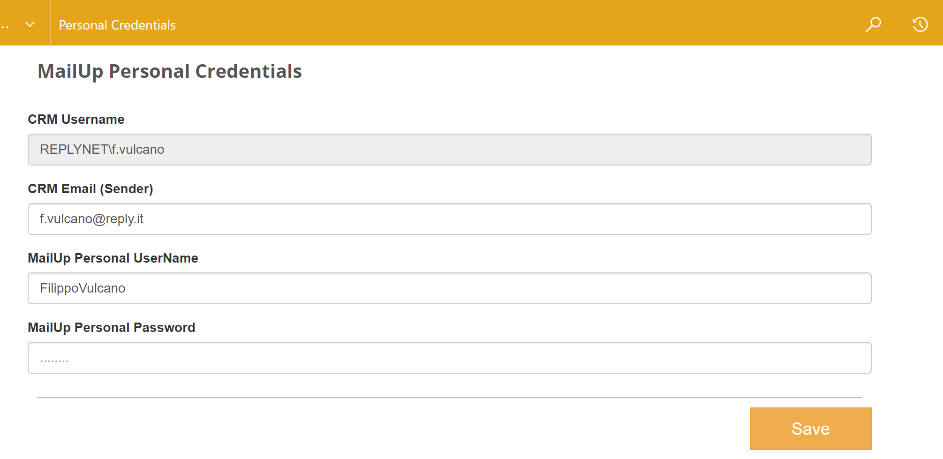 ..
Personal Credentials
MailUp Personal Credentials
CRM Username
REPLYNET\f.vulcano
CRM Email (Sender)
f.vulcano@reply.it
MailUp Personal UserName
FilippoVulcano
MailUp Personal Password
........
Save